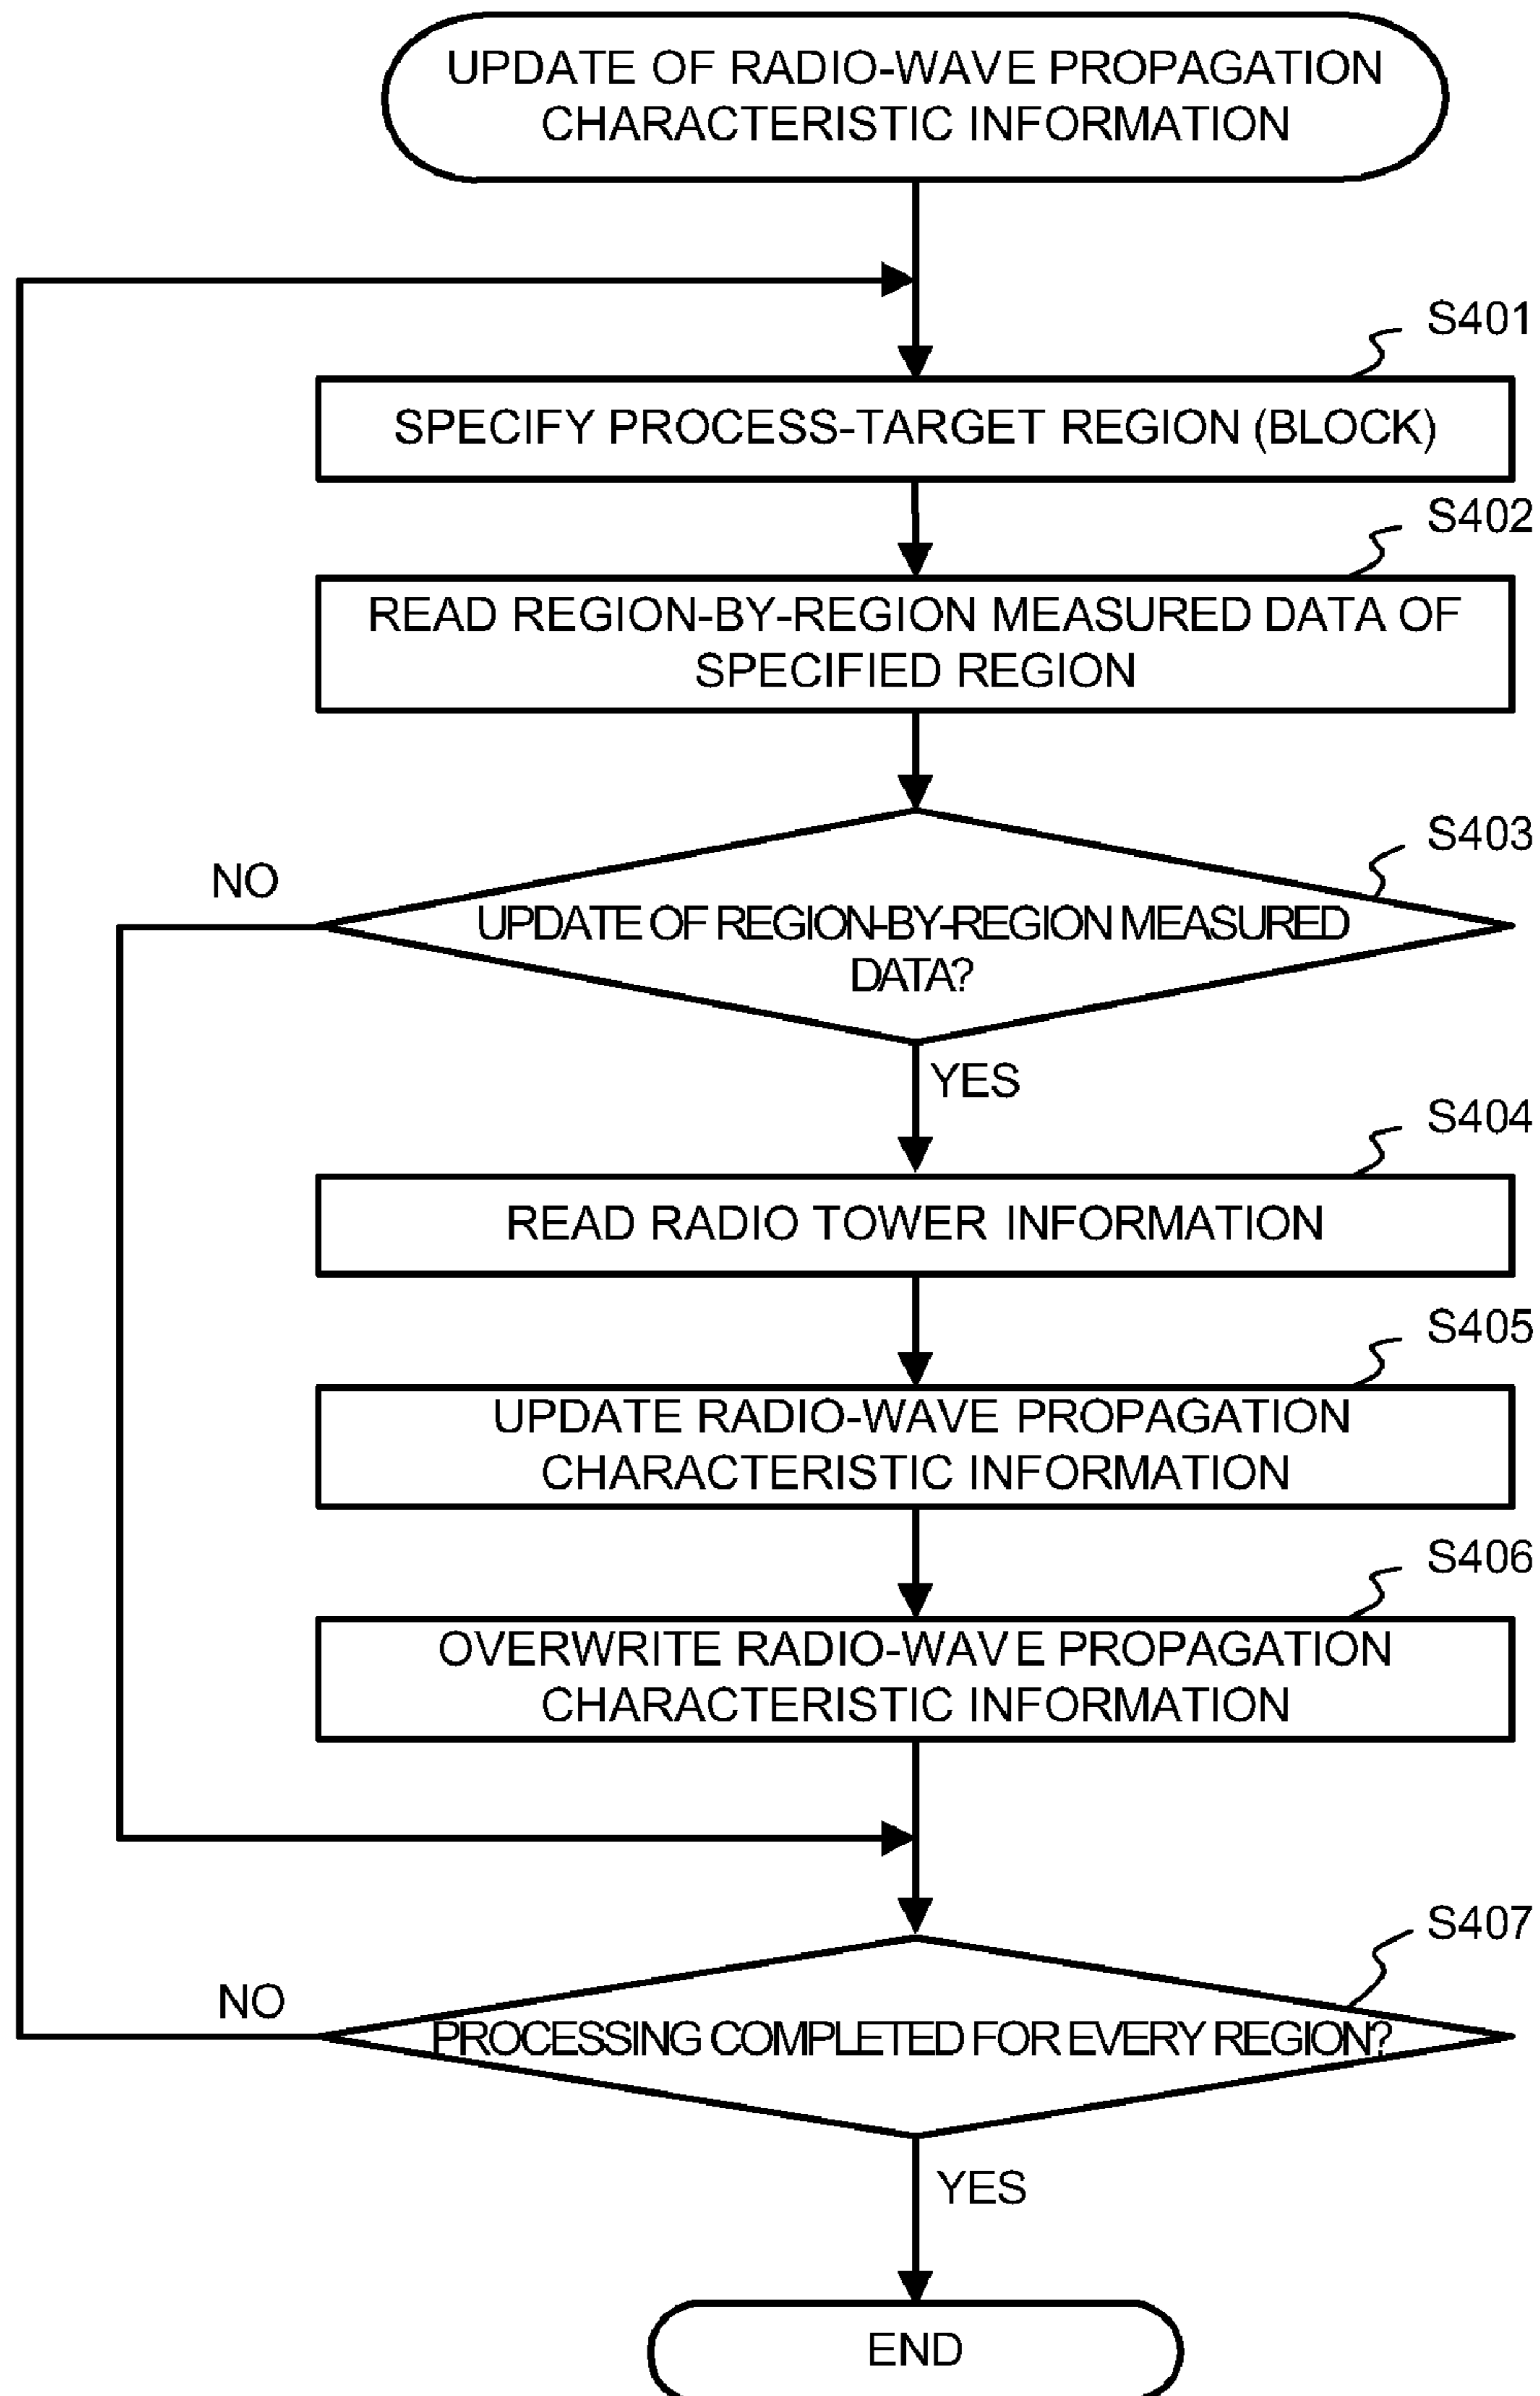 UPDATE OF RADIO-WAVE PROPAGATION
CHARACTERISTIC INFORMATION
S401
SPECIFY PROCESS-TARGET REGION (BLOCK)
S402
READ REGION-BY-REGION MEASURED DATA OF
SPECIFIED REGION
S403
NO
UPDATE OF REGION-BY-REGION MEASURED
DATA?
YES
S404
READ RADIO TOWER INFORMATION
S405
UPDATE RADIO-WAVE PROPAGATION
CHARACTERISTIC INFORMATION
S406
OVERWRITE RADIO-WAVE PROPAGATION
CHARACTERISTIC INFORMATION
S407
NO
PROCESSING COMPLETED FOR EVERY REGION?
YES
END